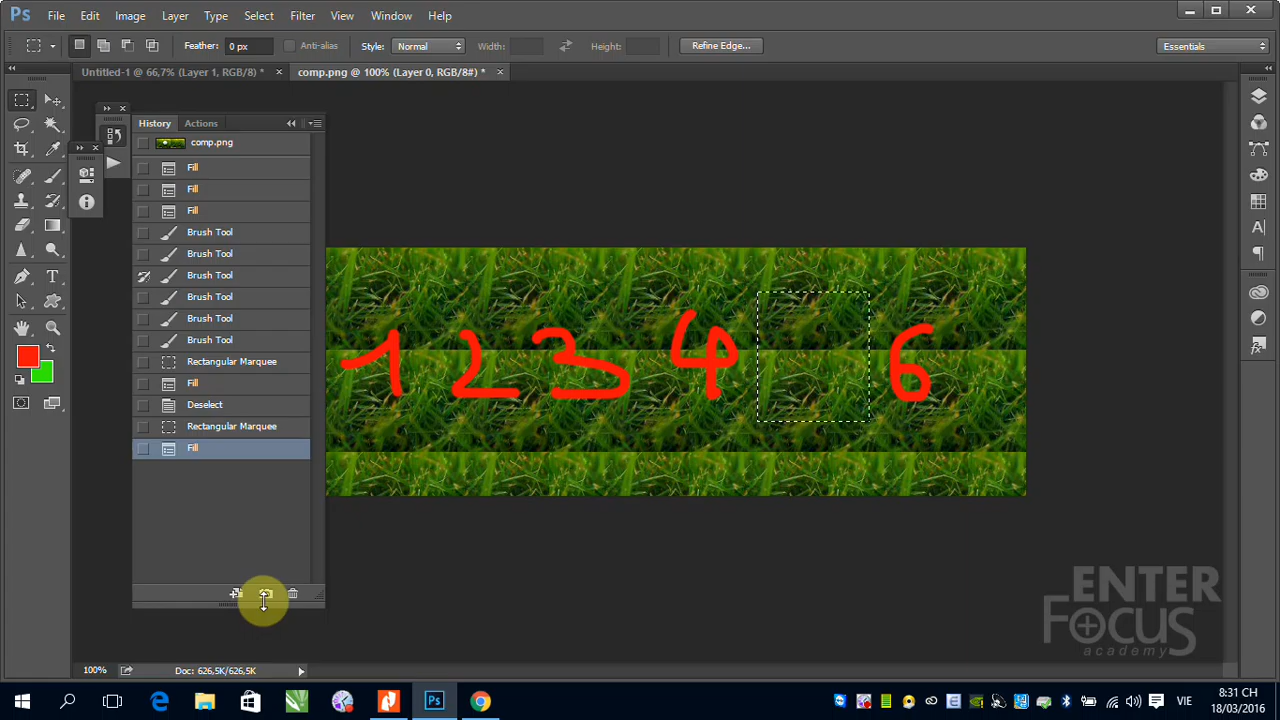 Ps File Edit Image Layer Type Select Filter View Window Help
Feather: 0 px Anti-alias Style: Normal Width: Height: Refine Edge... Essentials
Untitled-1 @ 66,7% (Layer 1, RGB/8) * × comp.png @ 100% (Layer 0, RGB/8#) * ×
History Actions
comp.png
Fill
Fill
Fill
Brush Tool
Brush Tool
Brush Tool
Brush Tool
Brush Tool
Brush Tool
Rectangular Marquee
Fill
Deselect
Rectangular Marquee
Fill
1 2 3 4 6
ENTER
FOCUS
academy
100% Doc: 626,5K/626,5K
VIE
8:31 CH
18/03/2016